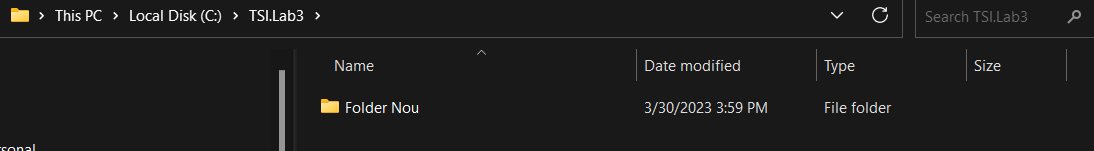 This PC > Local Disk (C:) > TSI.Lab3 >
Search TSI.Lab3
Name Date modified Type Size
Folder Nou 3/30/2023 3:59 PM File folder